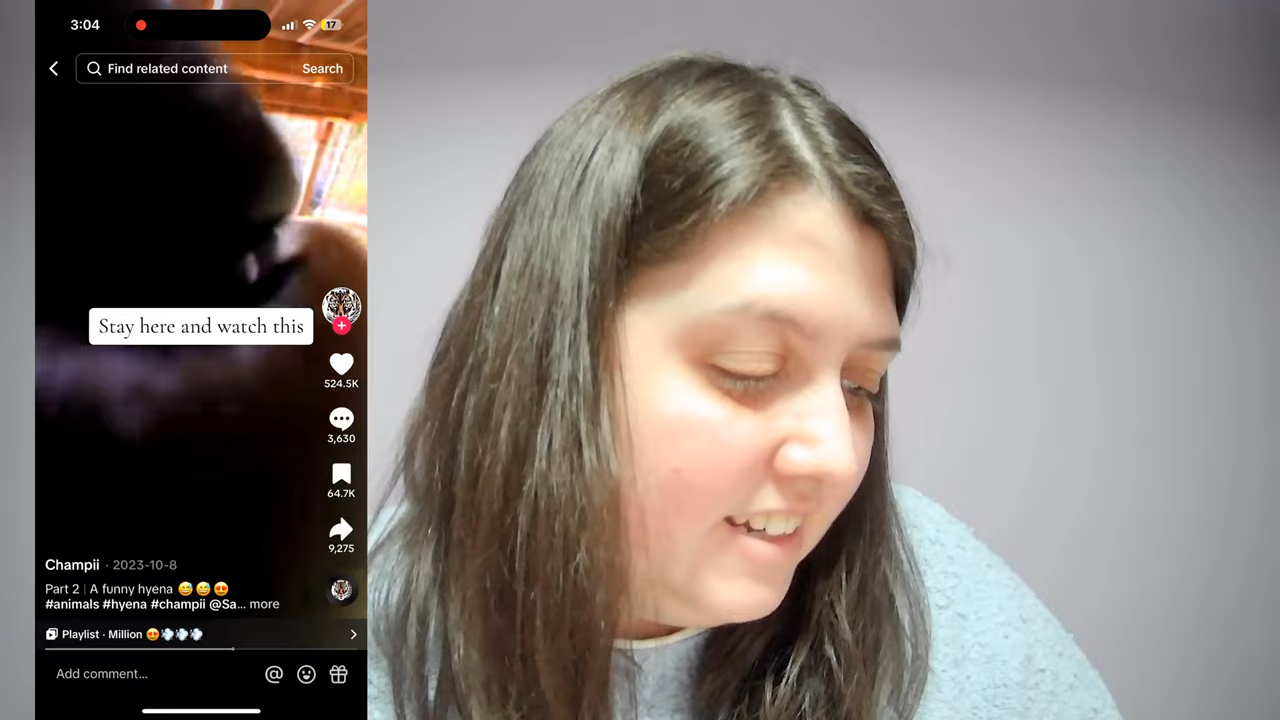 3:04
17
Find related content
Search
Stay here and watch this
524.5K
3,630
64.7K
9,275
Champii · 2023-10-8
Part 2 | A funny hyena 😅😅😍
#animals #hyena #champii @Sa... more
Playlist · Million 😍💨💨💨
Add comment...